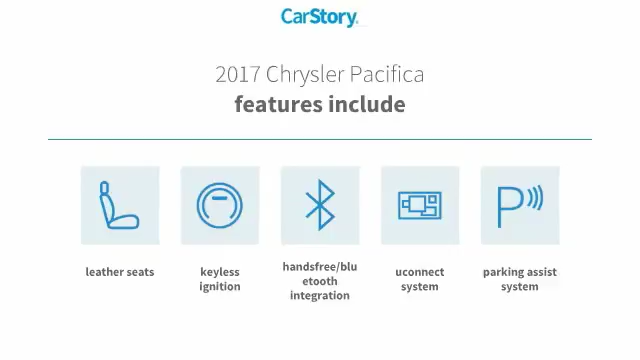 CarStory.
2017 Chrysler Pacifica
features include
leather seats
keyless
ignition
handsfree/blu
etooth
integration
uconnect
system
P
parking assist
system